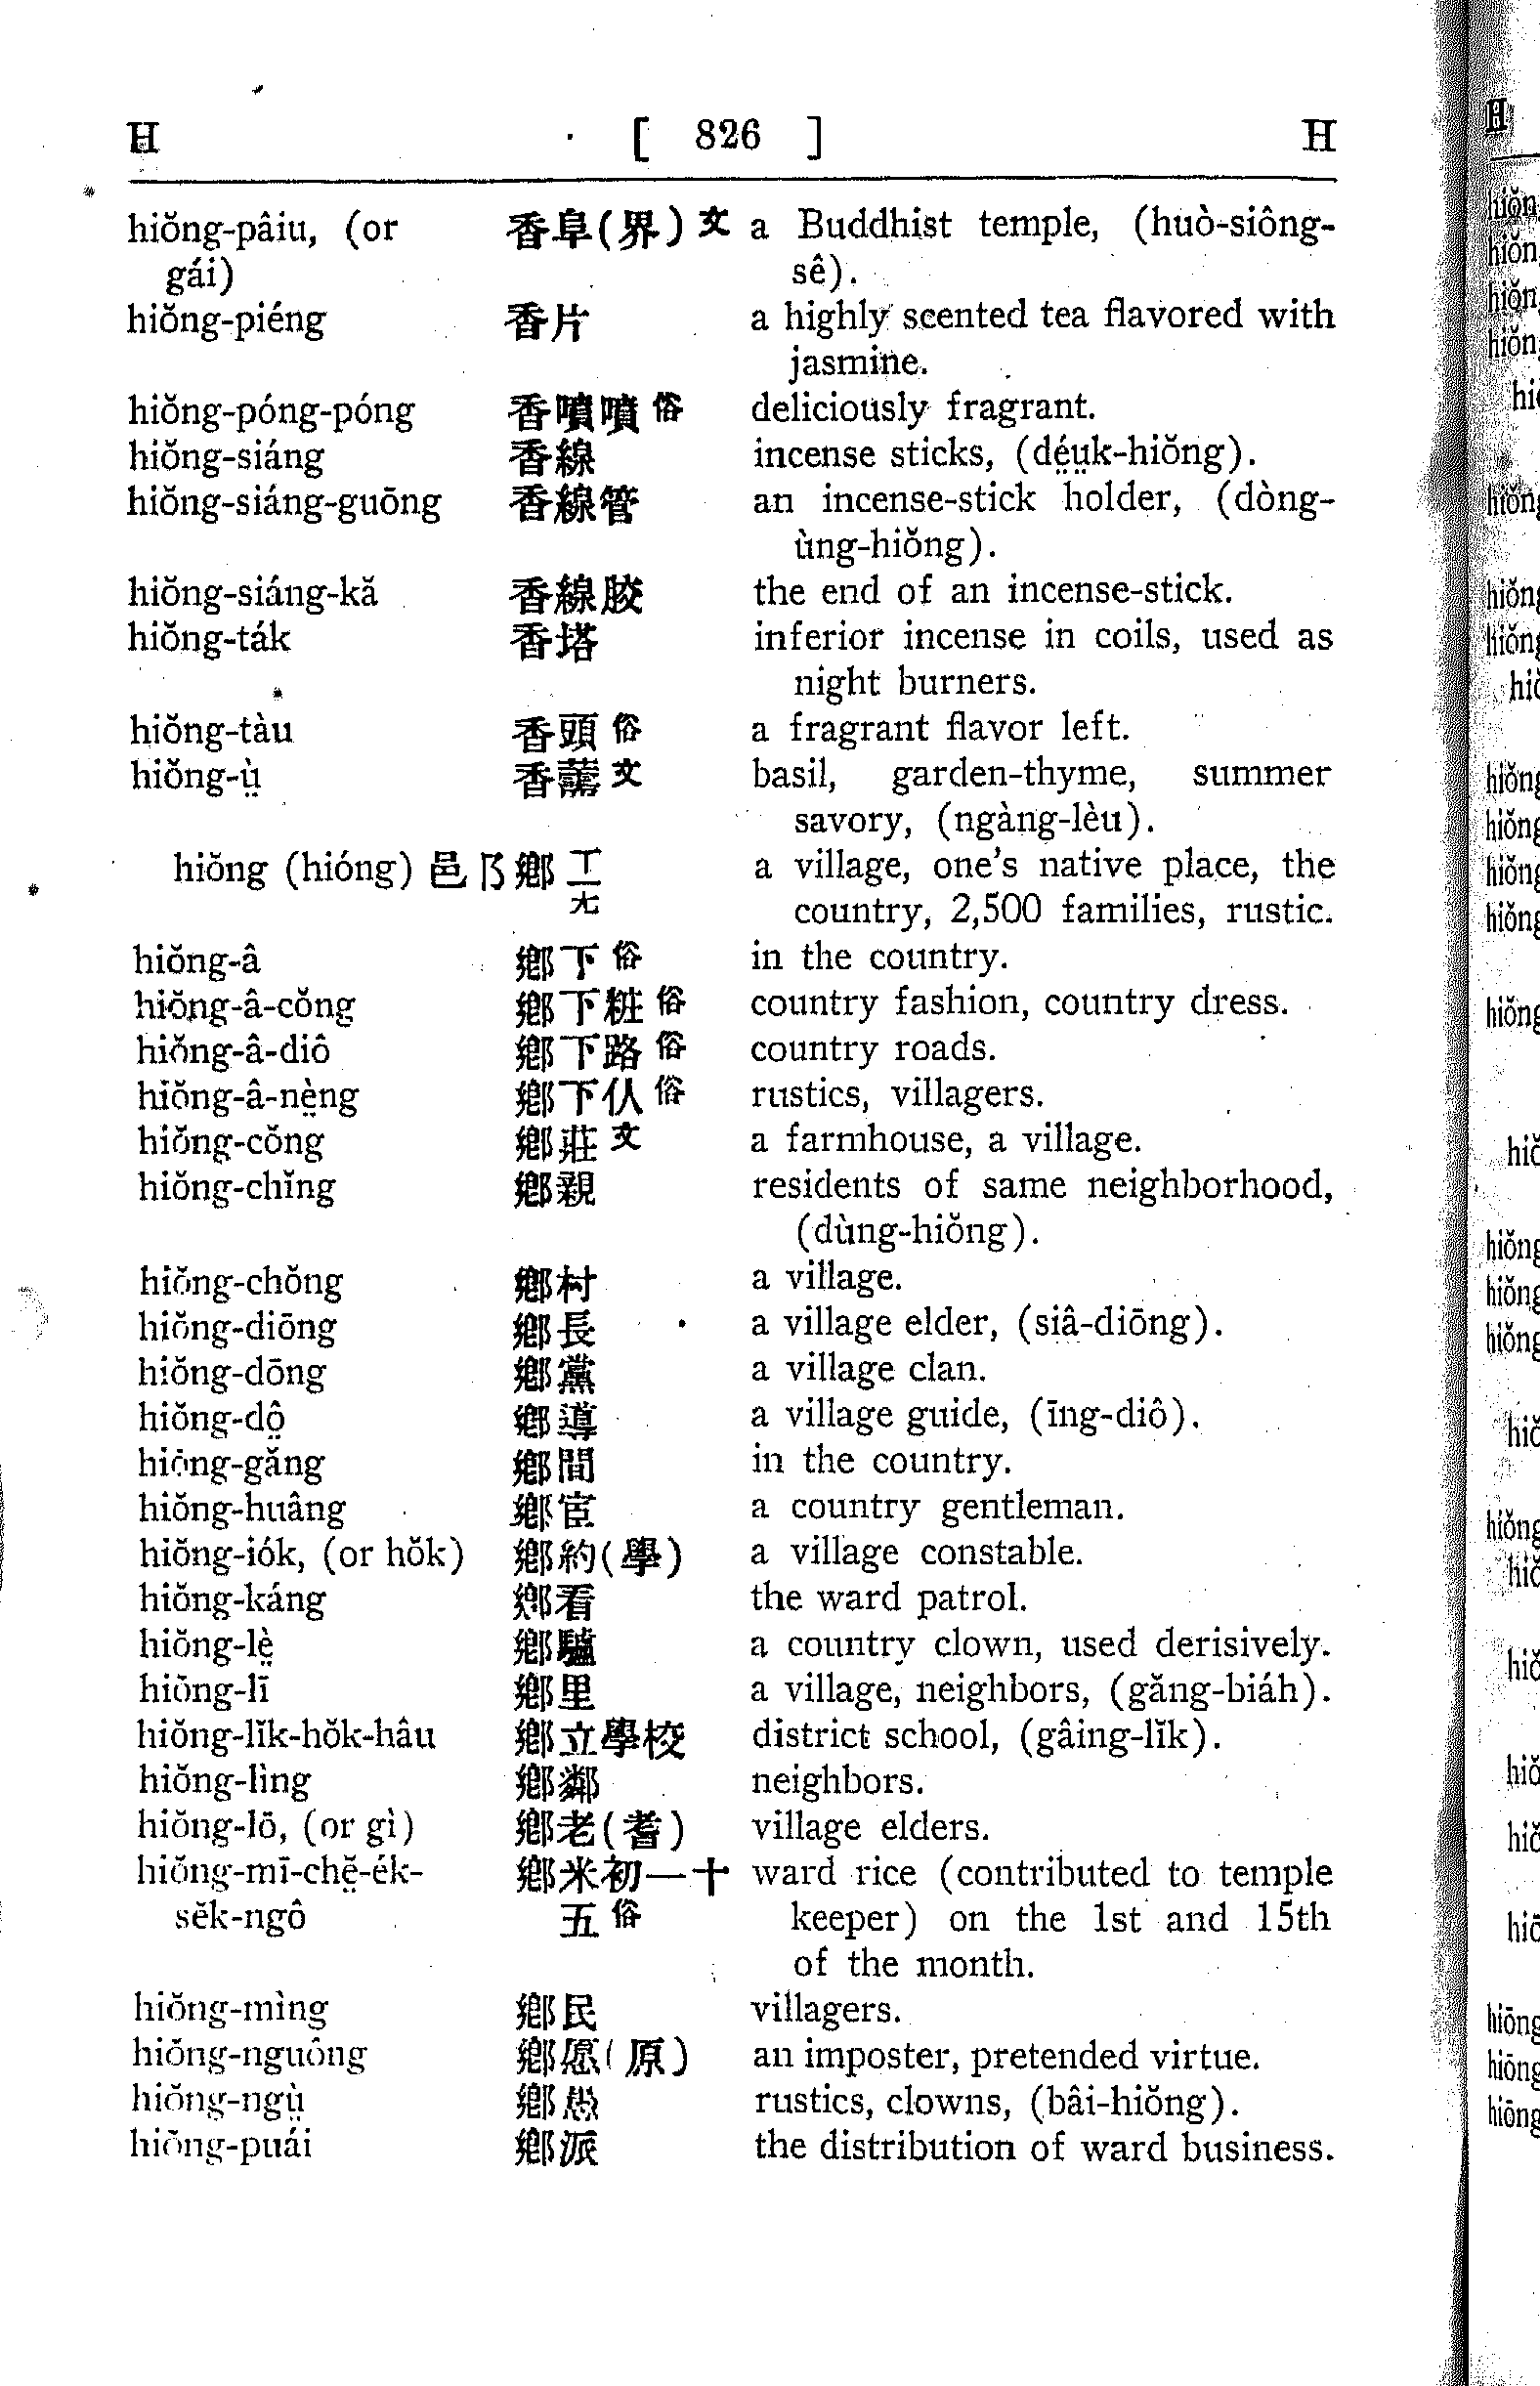 H [ 826 ] H
hiŏng-pâiu, (or 香阜(界)文 a Buddhist temple, (huò-siông-
gái) sê).
hiŏng-piéng 香片 a highly scented tea flavored with
jasmine.
hiŏng-póng-póng 香噴噴俗 deliciously fragrant.
hiŏng-siáng 香線 incense sticks, (dé̤ṳk-hiŏng).
hiŏng-siáng-guōng 香線管 an incense-stick holder, (dòng-
ùng-hiŏng).
hiŏng-siáng-kă 香線骹 the end of an incense-stick.
hiŏng-ták 香塔 inferior incense in coils, used as
night burners.
hiŏng-tàu 香頭俗 a fragrant flavor left.
hiŏng-ṳ̀ 香薷文 basil, garden-thyme, summer
savory, (ngàng-lèu).
hiŏng (hióng) 邑阝鄉 a village, one's native place, the
country, 2,500 families, rustic.
hiŏng-â 鄉下俗 in the country.
hiŏng-â-cŏng 鄉下粧俗 country fashion, country dress.
hiŏng-â-diô 鄉下路俗 country roads.
hiŏng-â-nè̤ng 鄉下仈俗 rustics, villagers.
hiŏng-cŏng 鄉莊文 a farmhouse, a village.
hiŏng-chĭng 鄉親 residents of same neighborhood,
(dùng-hiŏng).
hiŏng-chŏng 鄉村 a village.
hiŏng-diōng 鄉長 a village elder, (siâ-diōng).
hiŏng-dōng 鄉黨 a village clan.
hiŏng-dô̤ 鄉導 a village guide, (īng-diô).
hiŏng-găng 鄉間 in the country.
hiŏng-huâng 鄉宦 a country gentleman.
hiŏng-iók, (or hŏk) 鄉約(學) a village constable.
hiŏng-káng 鄉看 the ward patrol.
hiŏng-lè̤ 鄉驢 a country clown, used derisively.
hiŏng-lī 鄉里 a village, neighbors, (găng-biáh).
hiŏng-lĭk-hŏk-hâu 鄉立學校 district school, (gâing-lĭk).
hiŏng-lìng 鄉鄰 neighbors.
hiŏng-lō, (or gì) 鄉老(耆) village elders.
hiŏng-mī-chĕ̤-ék- 鄉米初一十 ward rice (contributed to temple
sĕk-ngô 五俗 keeper) on the 1st and 15th
of the month.
hiŏng-mìng 鄉民 villagers.
hiŏng-nguông 鄉愿(原) an imposter, pretended virtue.
hiŏng-ngṳ̀ 鄉愚 rustics, clowns, (bâi-hiŏng).
hiŏng-puái 鄉派 the distribution of ward business.